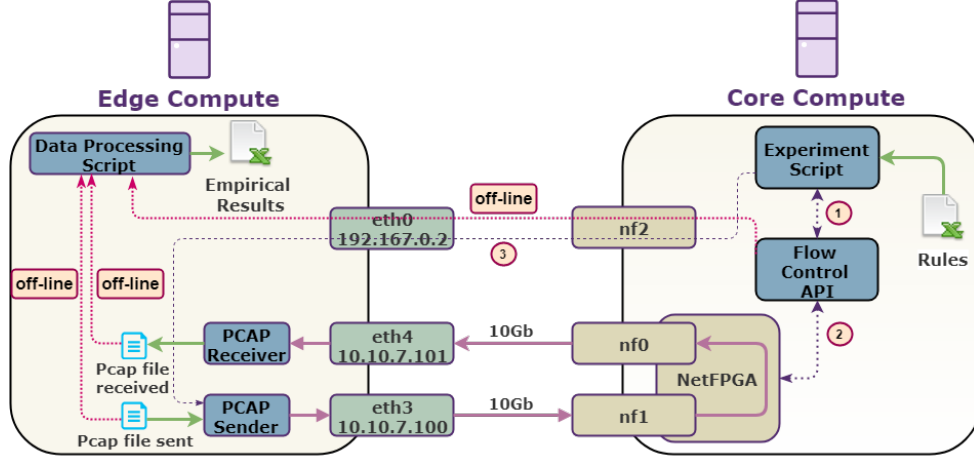 Edge Compute
Core Compute
Data Processing
Script
Empirical
Results
off-line
eth0
192.167.0.2
3
nf2
Experiment
Script
1
Flow
Control
API
Rules
2
off-line
off-line
Pcap file
received
PCAP
Receiver
eth4
10.10.7.101
10Gb
nf0
NetFPGA
Pcap file sent
PCAP
Sender
eth3
10.10.7.100
10Gb
nf1